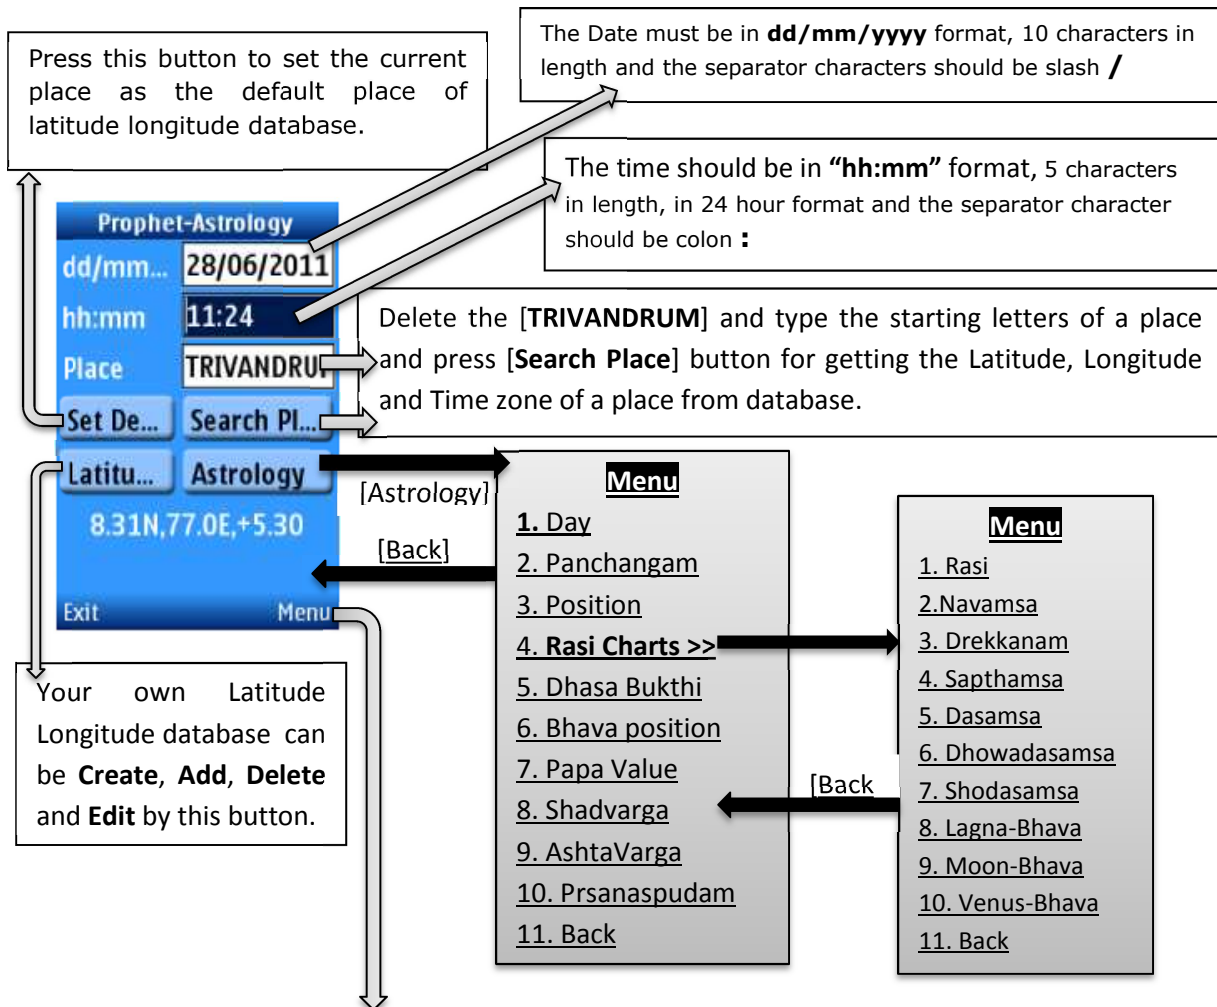 The Date must be in dd/mm/yyyy format, 10 characters in
length and the separator characters should be slash /
Press this button to set the current
place as the default place of
latitude longitude database.
The time should be in “hh:mm” format, 5 characters
in length, in 24 hour format and the separator character
should be colon :
Prophet-Astrology
dd/mm... 28/06/2011
hh:mm 11:24
Place TRIVANDRU
Set De... Search Pl...
Latitu... Astrology
8.31N,77.0E,+5.30
Exit Menu
Delete the [TRIVANDRUM] and type the starting letters of a place
and press [Search Place] button for getting the Latitude, Longitude
and Time zone of a place from database.
[Astrology]
[Back]
Menu
1. Day
2. Panchangam
3. Position
4. Rasi Charts >>
5. Dhasa Bukthi
6. Bhava position
7. Papa Value
8. Shadvarga
9. AshtaVarga
10. Prsanaspudam
11. Back
[Back
Menu
1. Rasi
2.Navamsa
3. Drekkanam
4. Sapthamsa
5. Dasamsa
6. Dhowadasamsa
7. Shodasamsa
8. Lagna-Bhava
9. Moon-Bhava
10. Venus-Bhava
11. Back
Your own Latitude
Longitude database can
be Create, Add, Delete
and Edit by this button.